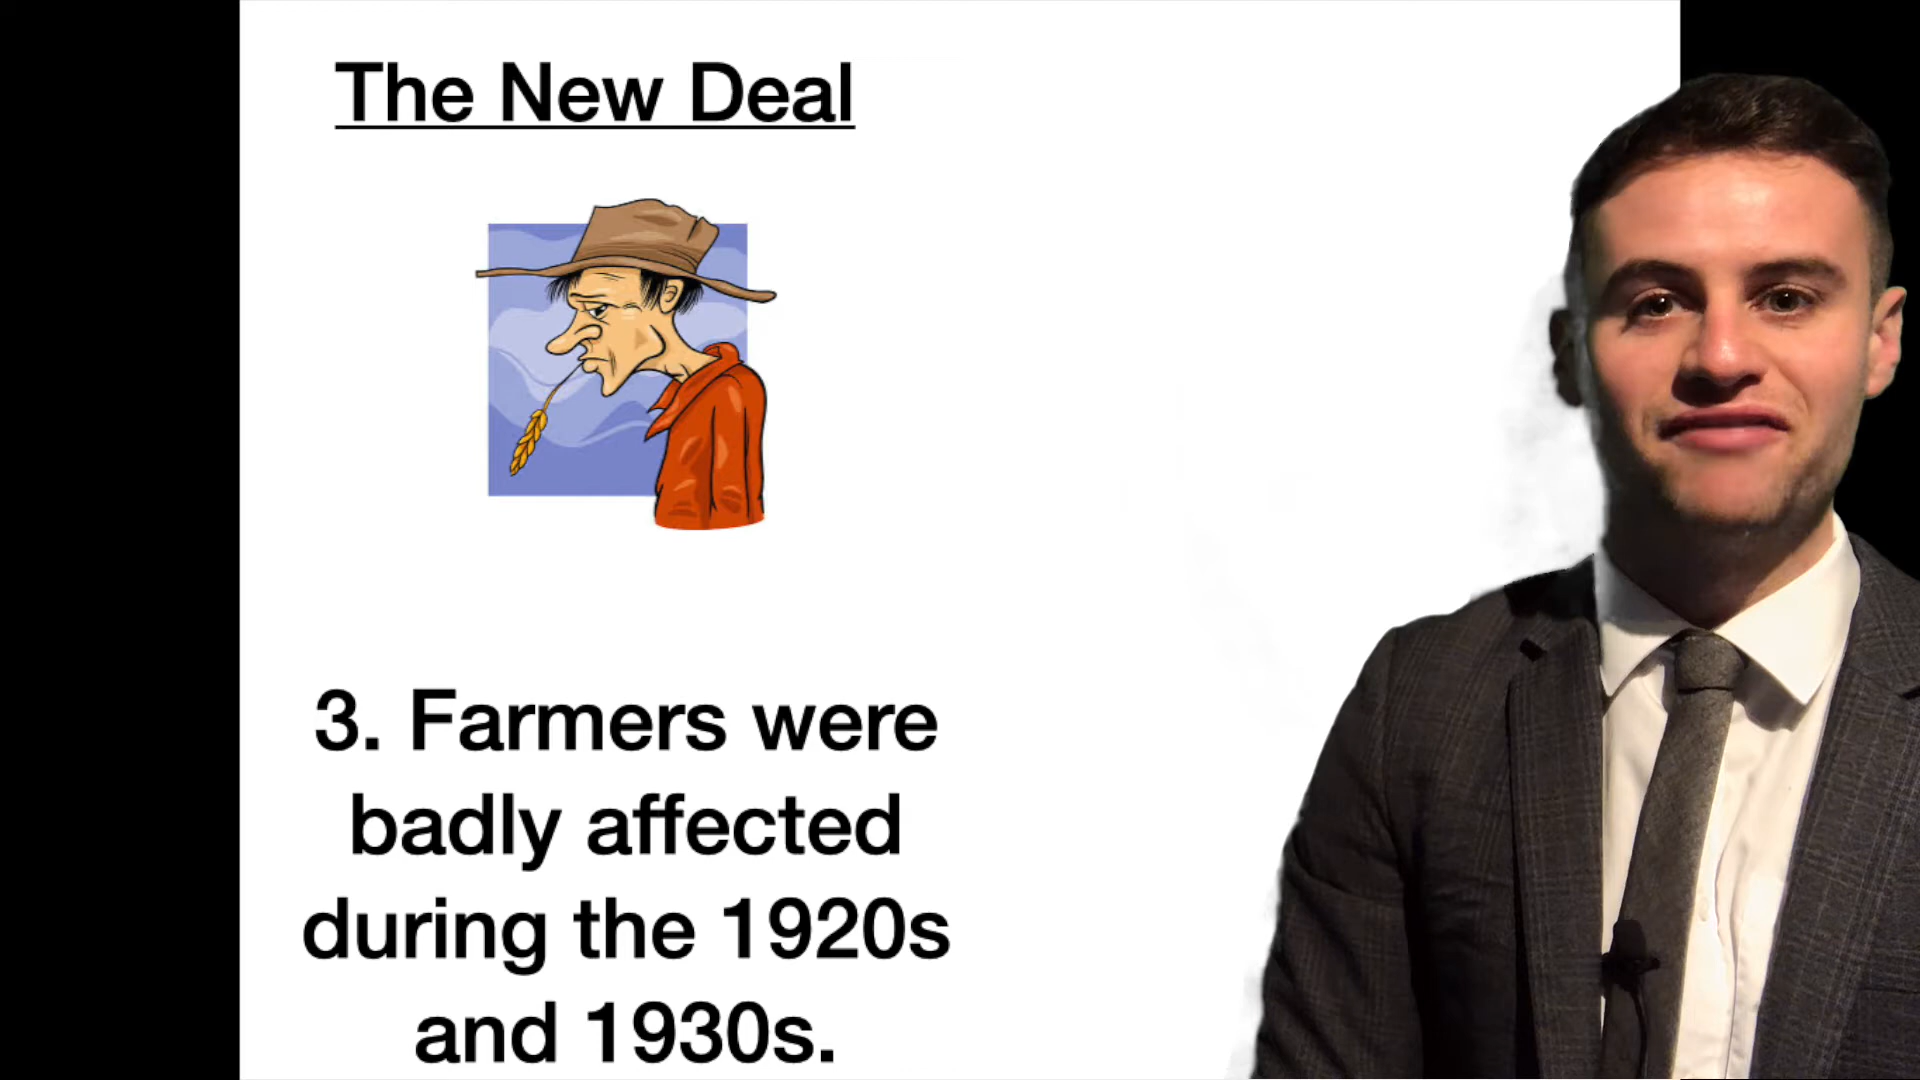 The New Deal
3. Farmers were
badly affected
during the 1920s
and 1930s.